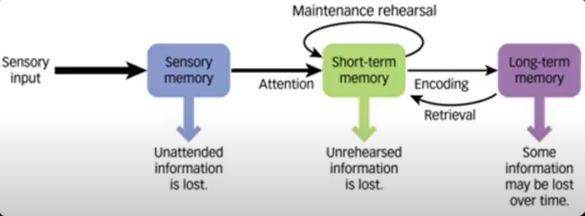 Maintenance rehearsal
Sensory
input
Sensory
memory
Attention
Short-term
memory
Encoding
Retrieval
Long-term
memory
Unattended
information
is lost.
Unrehearsed
information
is lost.
Some
information
may be lost
over time.